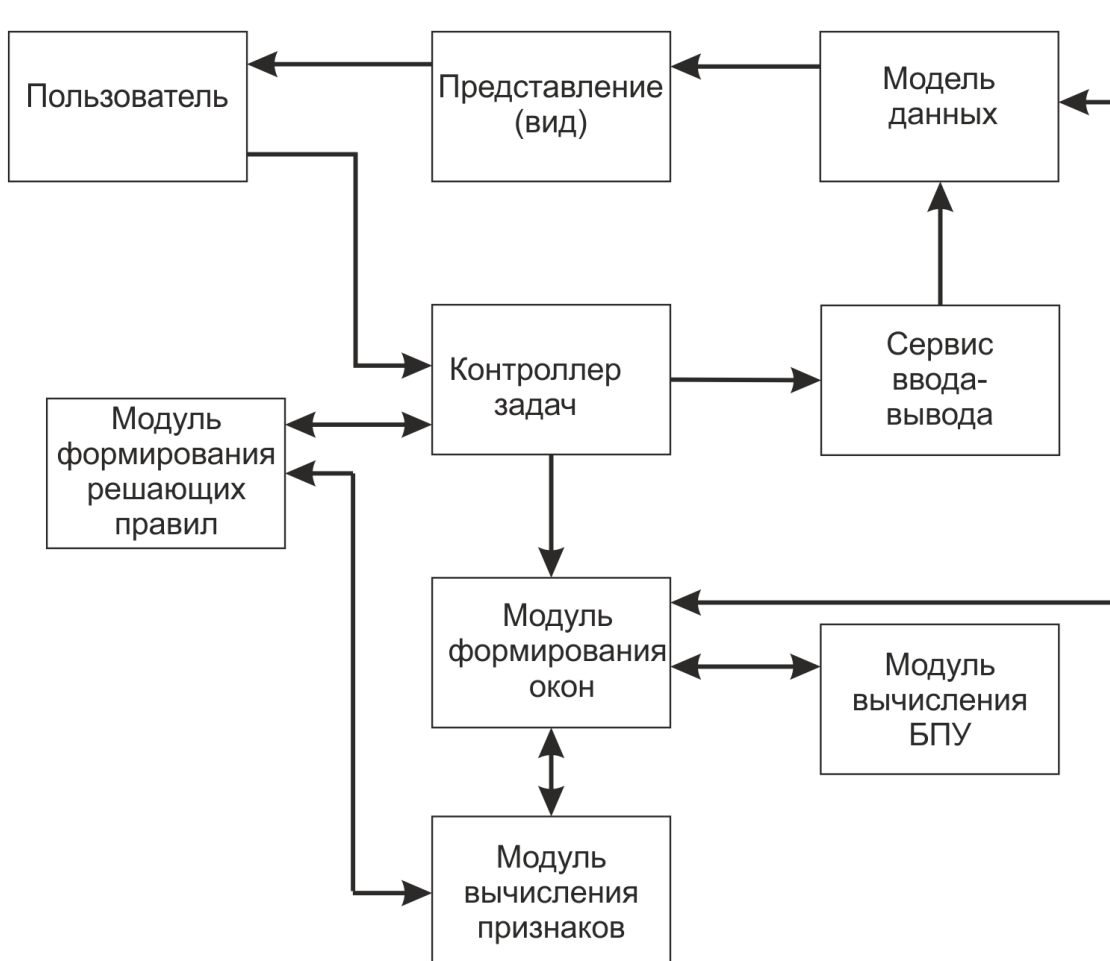 Пользователь
Представление
(вид)
Модель
данных
Контроллер
задач
Сервис
ввода-
вывода
Модуль
формирования
решающих
правил
Модуль
формирования
окон
Модуль
вычисления
БПУ
Модуль
вычисления
признаков